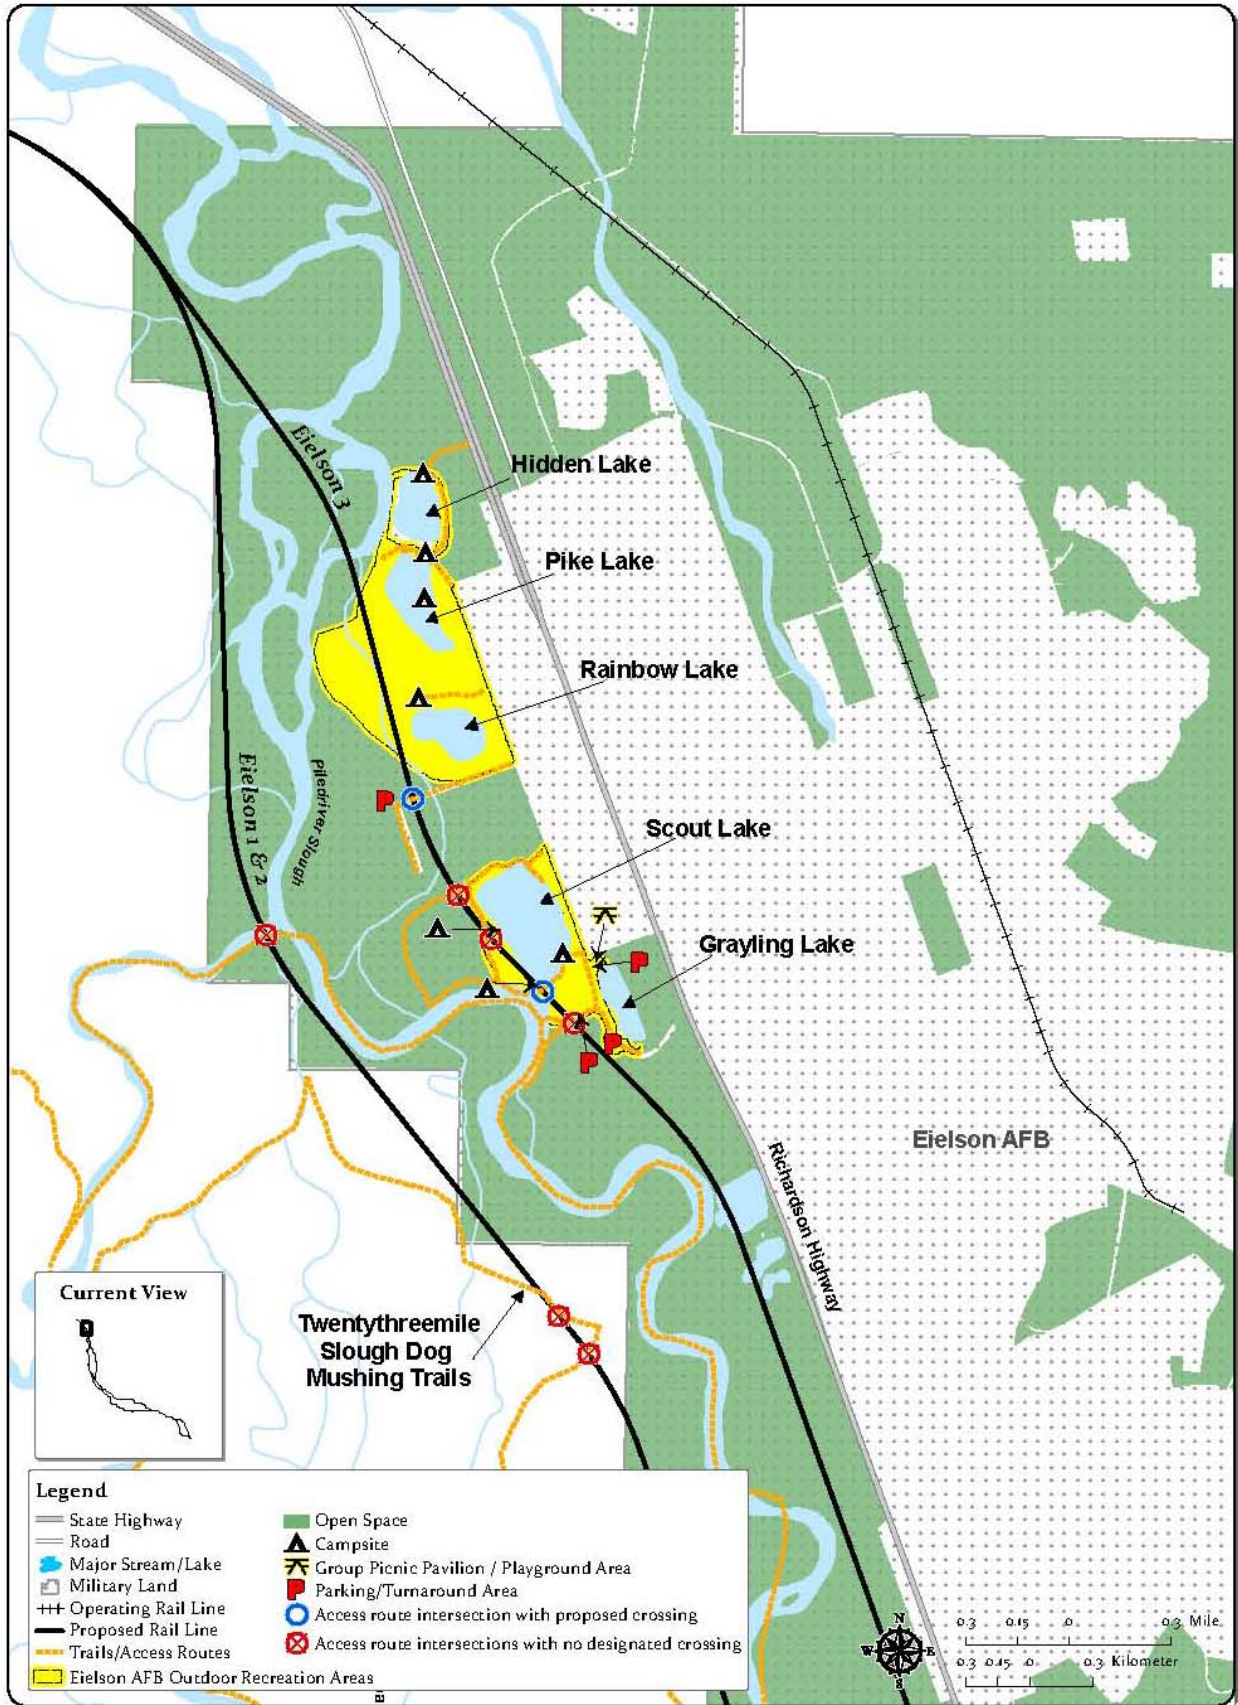 Eielson 3
Hidden Lake
Pike Lake
Rainbow Lake
Eielson 1 & 2
Piledriver Slough
P
Scout Lake
Grayling Lake
P
P
P
Eielson AFB
Richardson Highway
Current View
Twentythreemile
Slough Dog
Mushing Trails
Legend
State Highway
Road
Major Stream/Lake
Military Land
Operating Rail Line
Proposed Rail Line
Trails/Access Routes
Eielson AFB Outdoor Recreation Areas
Open Space
Campsite
Group Picnic Pavilion / Playground Area
P Parking/Turnaround Area
Access route intersection with proposed crossing
Access route intersections with no designated crossing
N
W E
S
0.3 0.15 0 0.3 Mile
0.3 0.15 0 0.3 Kilometer